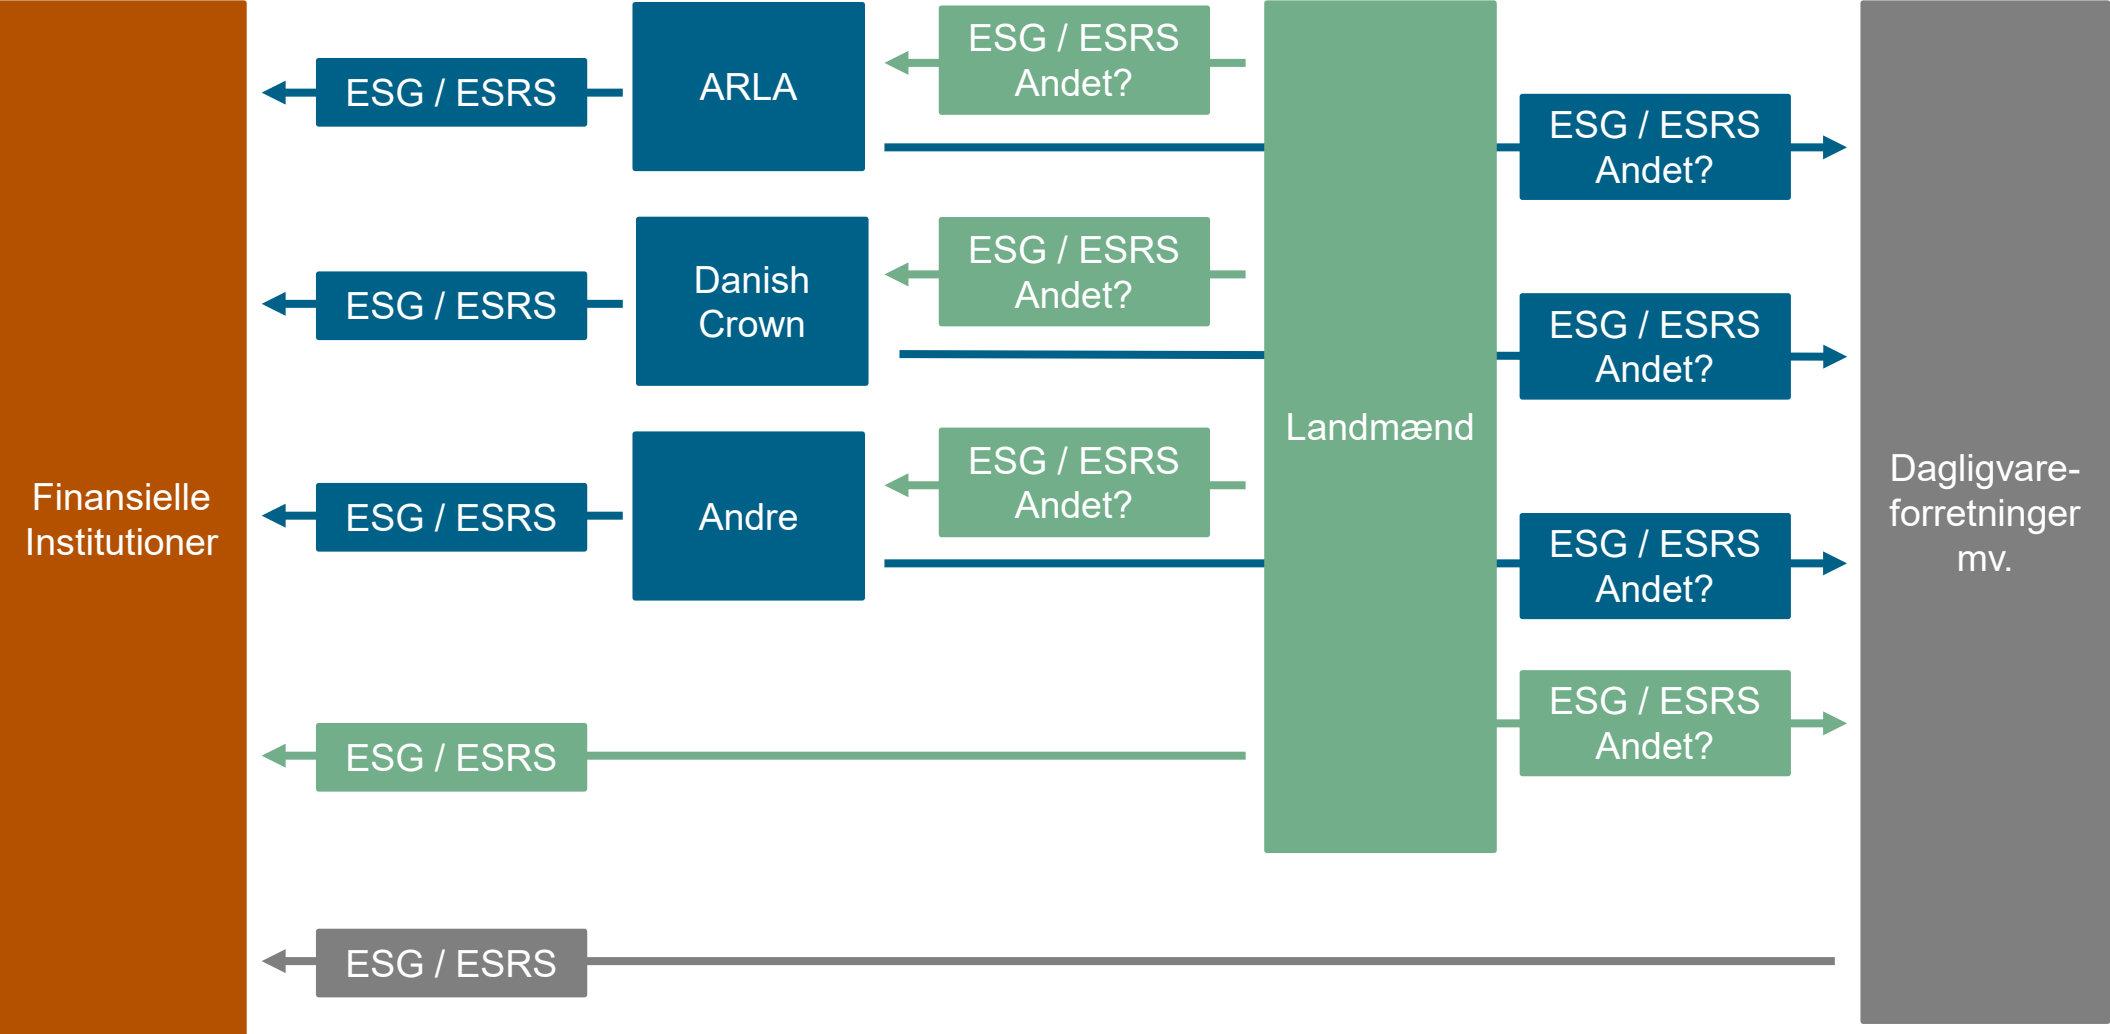 Finansielle
Institutioner
ESG / ESRS
ARLA
ESG / ESRS
Andet?
ESG / ESRS
Andet?
ESG / ESRS
Danish
Crown
ESG / ESRS
Andet?
ESG / ESRS
Andet?
ESG / ESRS
Andre
ESG / ESRS
Andet?
ESG / ESRS
Andet?
Landmænd
Dagligvare-
forretninger
mv.
ESG / ESRS
ESG / ESRS
Andet?
ESG / ESRS